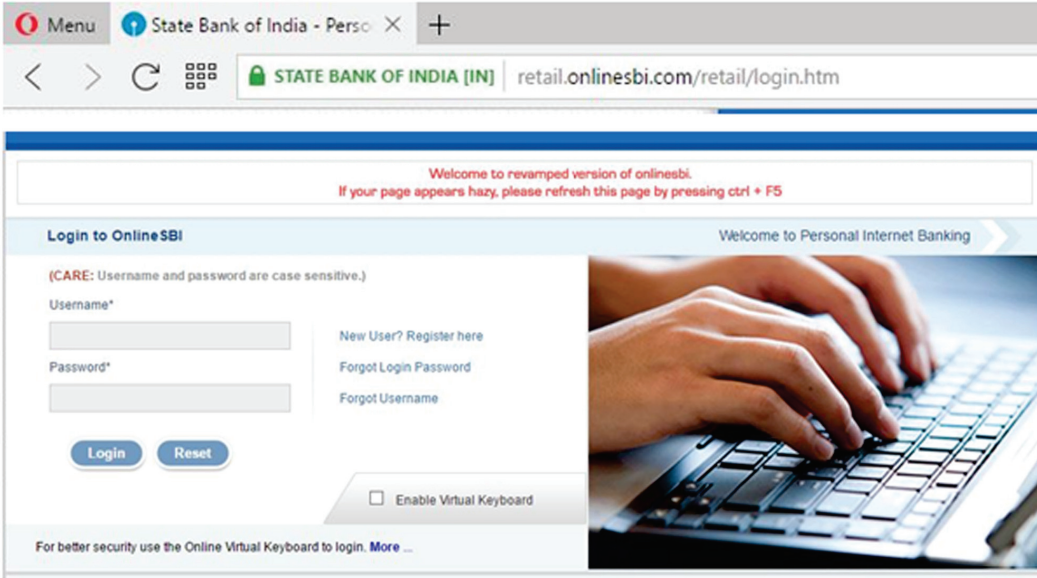 Menu
State Bank of India - Perso
STATE BANK OF INDIA [IN] retail.onlinesbi.com/retail/login.htm
Welcome to revamped version of onlinesbi.
If your page appears hazy, please refresh this page by pressing ctrl + F5
Login to OnlineSBI
Welcome to Personal Internet Banking
(CARE: Username and password are case sensitive.)
Username*
New User? Register here
Password*
Forgot Login Password
Forgot Username
Login
Reset
Enable Virtual Keyboard
For better security use the Online Virtual Keyboard to login. More ...